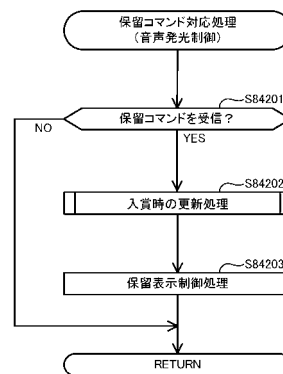 保留コマンド対応処理
(音声発光制御)
S84201
保留コマンドを受信?
NO
YES
S84202
入賞時の更新処理
S84203
保留表示制御処理
RETURN